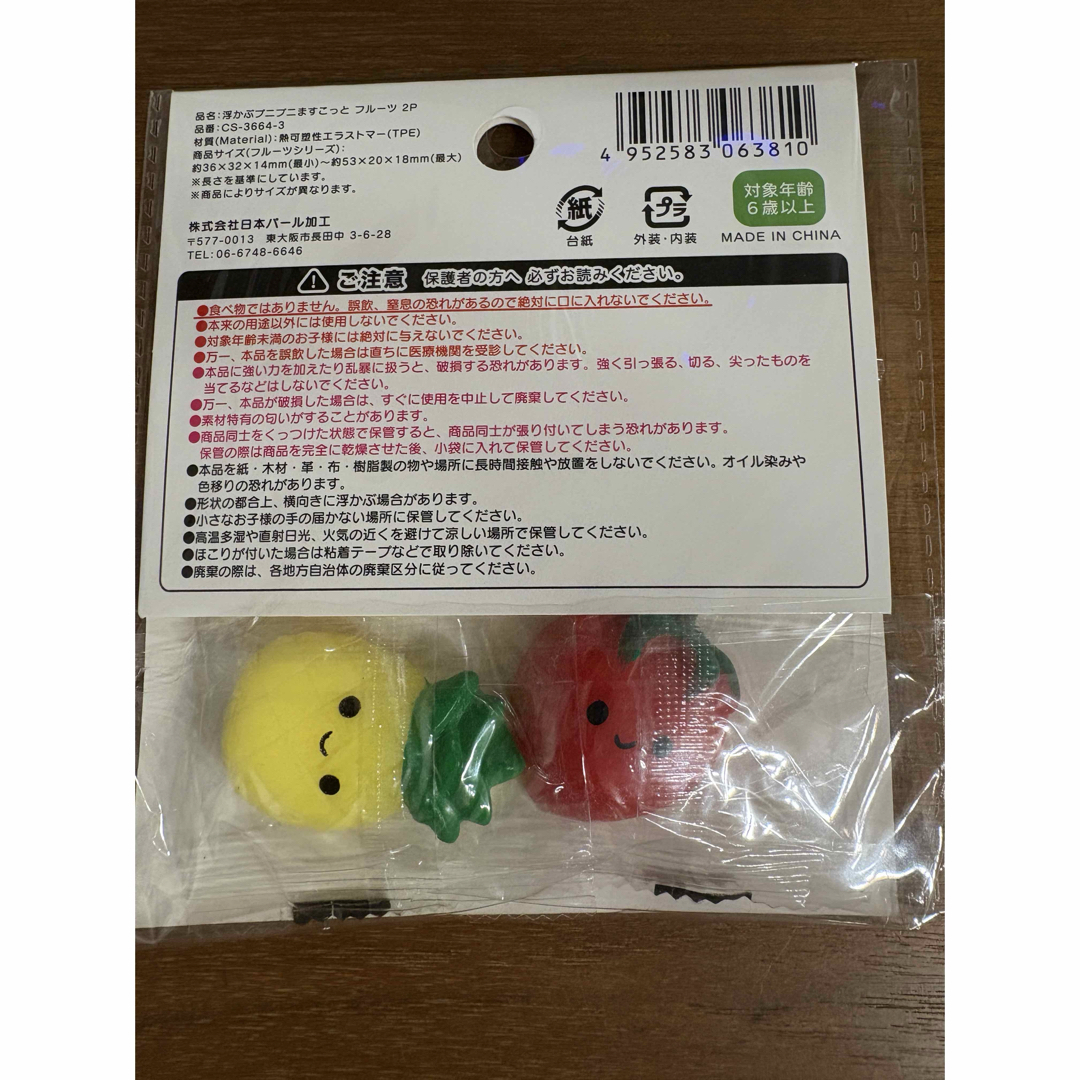 品名:浮かぶプニプニますこっと フルーツ 2P
品番:CS-3664-3
材質(Material):熱可塑性エラストマー(TPE)
商品サイズ(フルーツシリーズ):
約36×32×14mm(最小)～約53×20×18mm(最大)
※長さを基準にしています。
※商品によりサイズが異なります。
株式会社日本パール加工
〒577-0013 東大阪市長田中 3-6-28
TEL:06-6748-6646
4 952583 063810
紙
台紙
プラ
外装・内装
対象年齢
6歳以上
MADE IN CHINA
ご注意 保護者の方へ 必ずお読みください。
●食べ物ではありません。誤飲、窒息の恐れがあるので絶対に口に入れないでください。
●本来の用途以外には使用しないでください。
●対象年齢未満のお子様には絶対に与えないでください。
●万一、本品を誤飲した場合は直ちに医療機関を受診してください。
●本品に強い力を加えたり乱暴に扱うと、破損する恐れがあります。強く引っ張る、切る、尖ったものを
当てるなどはしないでください。
●万一、本品が破損した場合は、すぐに使用を中止して廃棄してください。
●素材特有の匂いがすることがあります。
●商品同士をくっつけた状態で保管すると、商品同士が張り付いてしまう恐れがあります。
保管の際は商品を完全に乾燥させた後、小袋に入れて保管してください。
●本品を紙・木材・革・布・樹脂製の物や場所に長時間接触や放置をしないでください。オイル染みや
色移りの恐れがあります。
●形状の都合上、横向きに浮かぶ場合があります。
●小さなお子様の手の届かない場所に保管してください。
●高温多湿や直射日光、火気の近くを避けて涼しい場所で保管してください。
●ほこりが付いた場合は粘着テープなどで取り除いてください。
●廃棄の際は、各地方自治体の廃棄区分に従ってください。